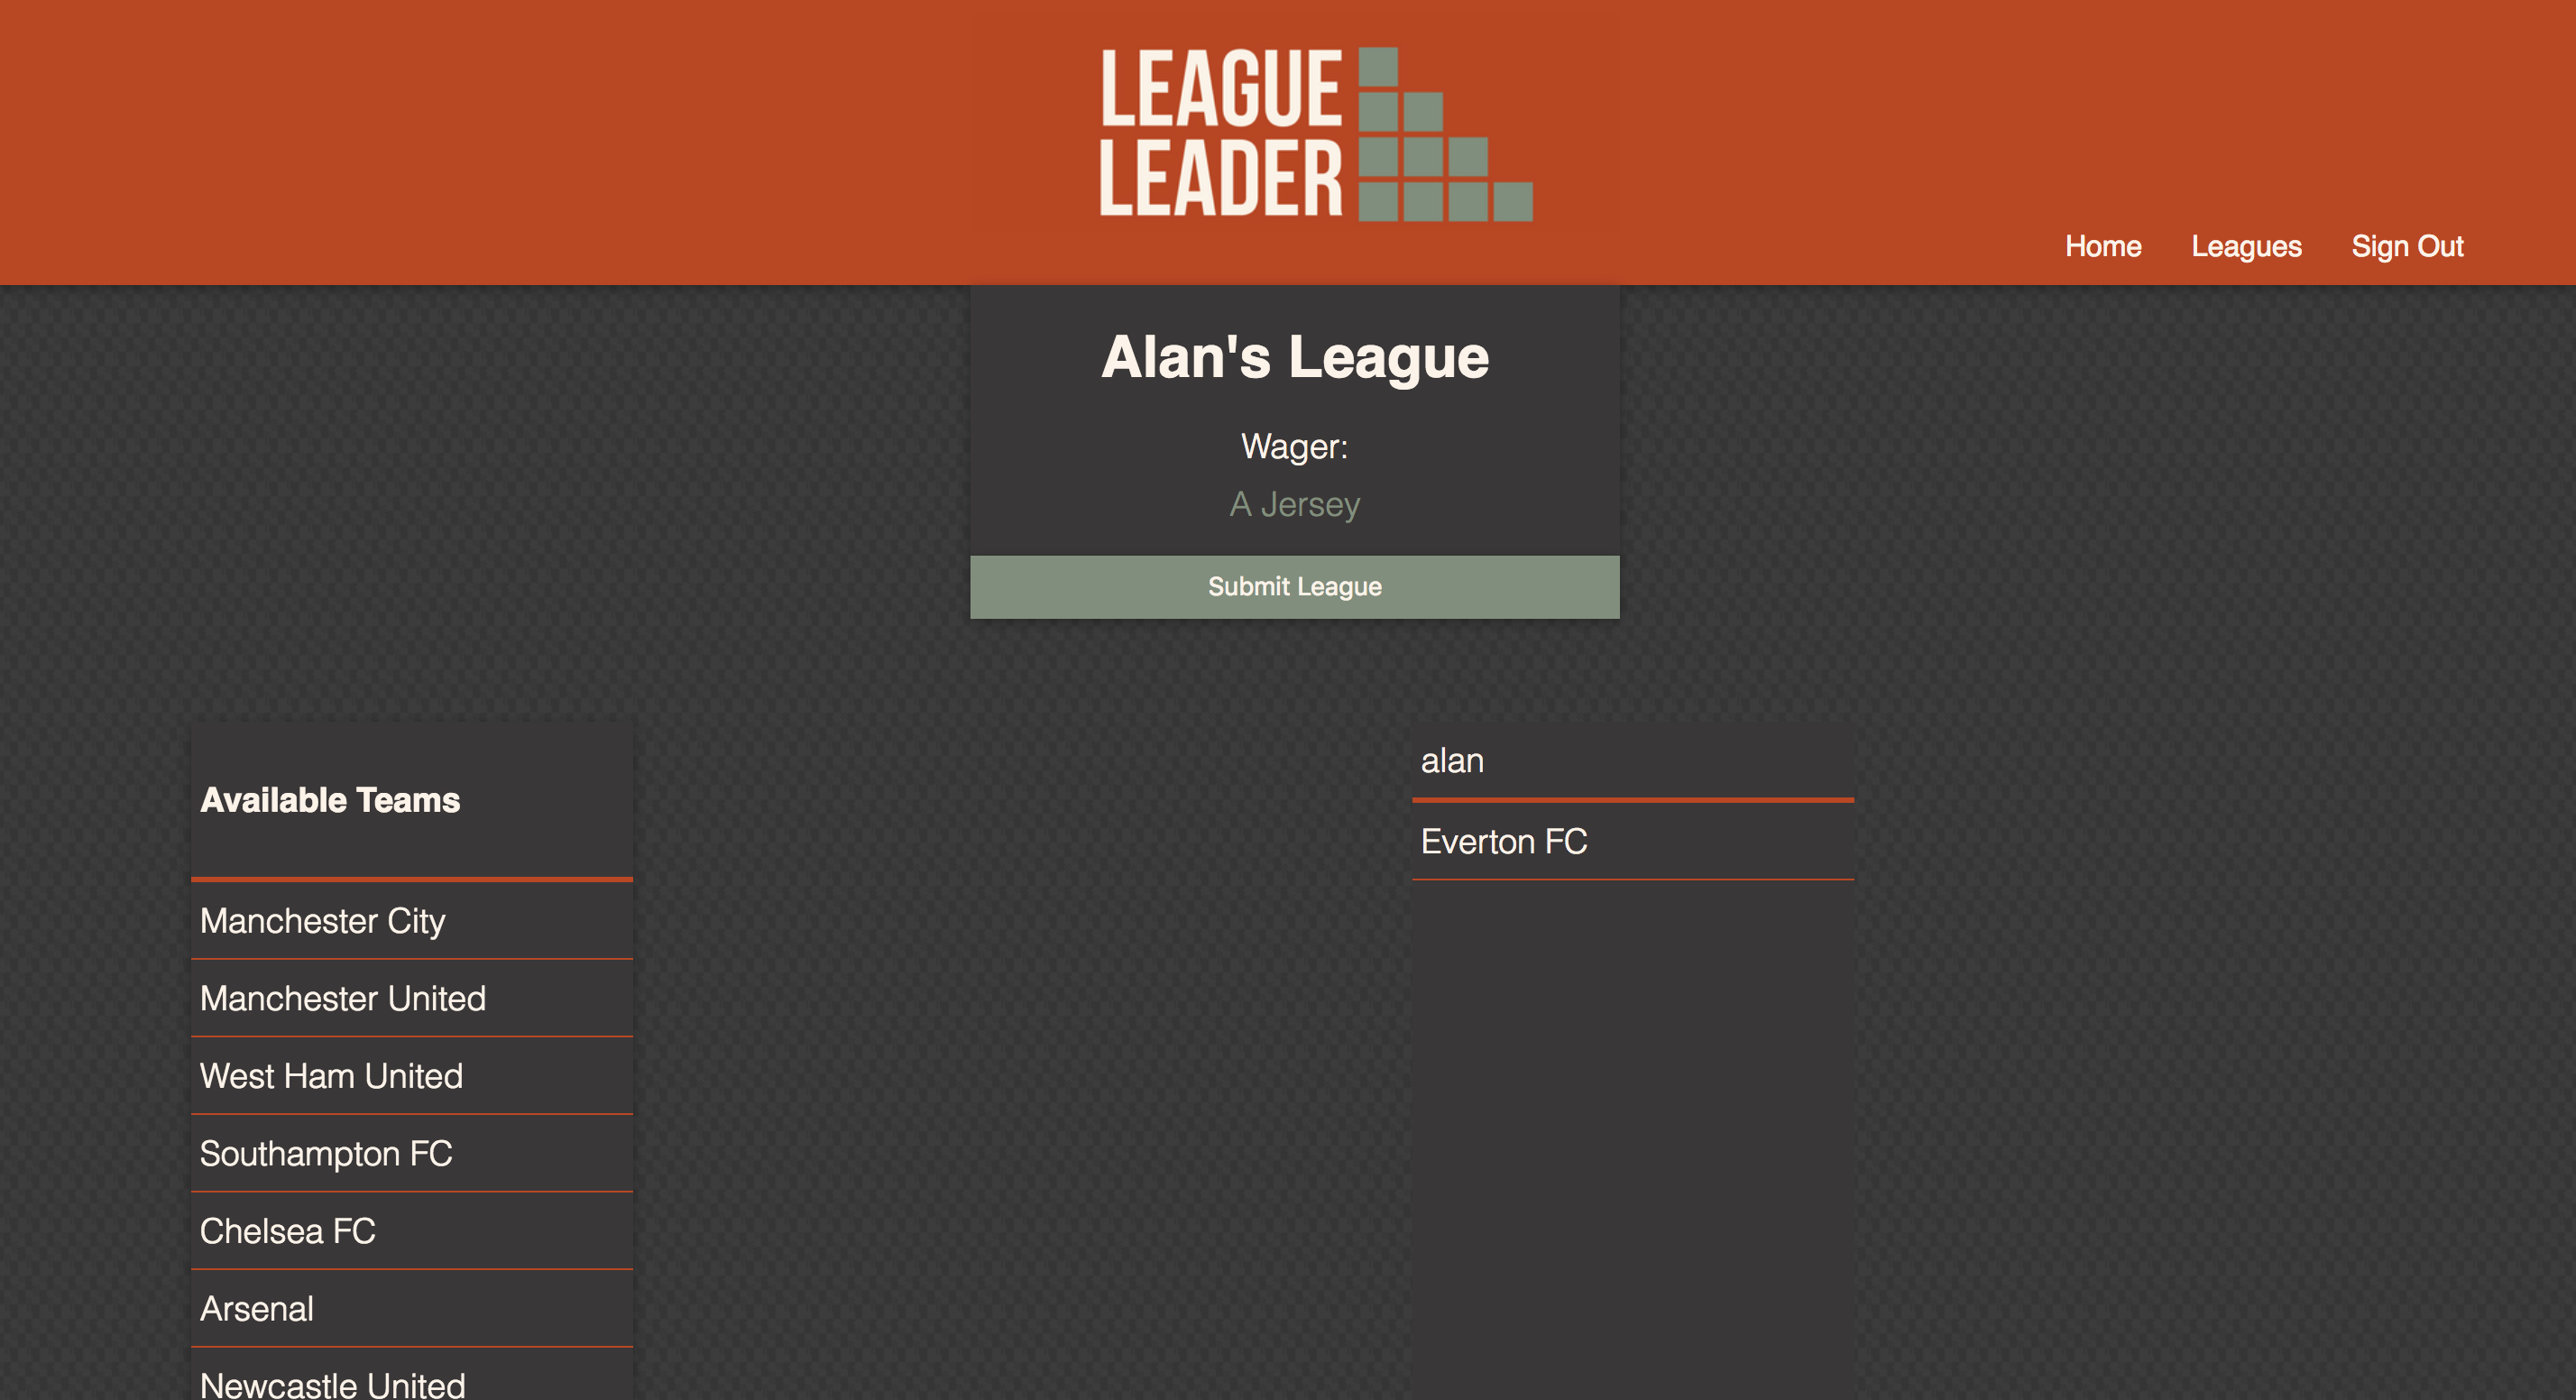 LEAGUE
LEADER
Home Leagues Sign Out
Alan's League
Wager:
A Jersey
Submit League
Available Teams
Manchester City
Manchester United
West Ham United
Southampton FC
Chelsea FC
Arsenal
Newcastle United
alan
Everton FC